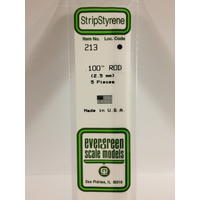 StripStyrene
Item No. Loc. Code
213
.100" ROD
(2.5 mm)
5 Pieces
Made in U.S.A.
evergreen
scale models
Des Plaines, IL 60018